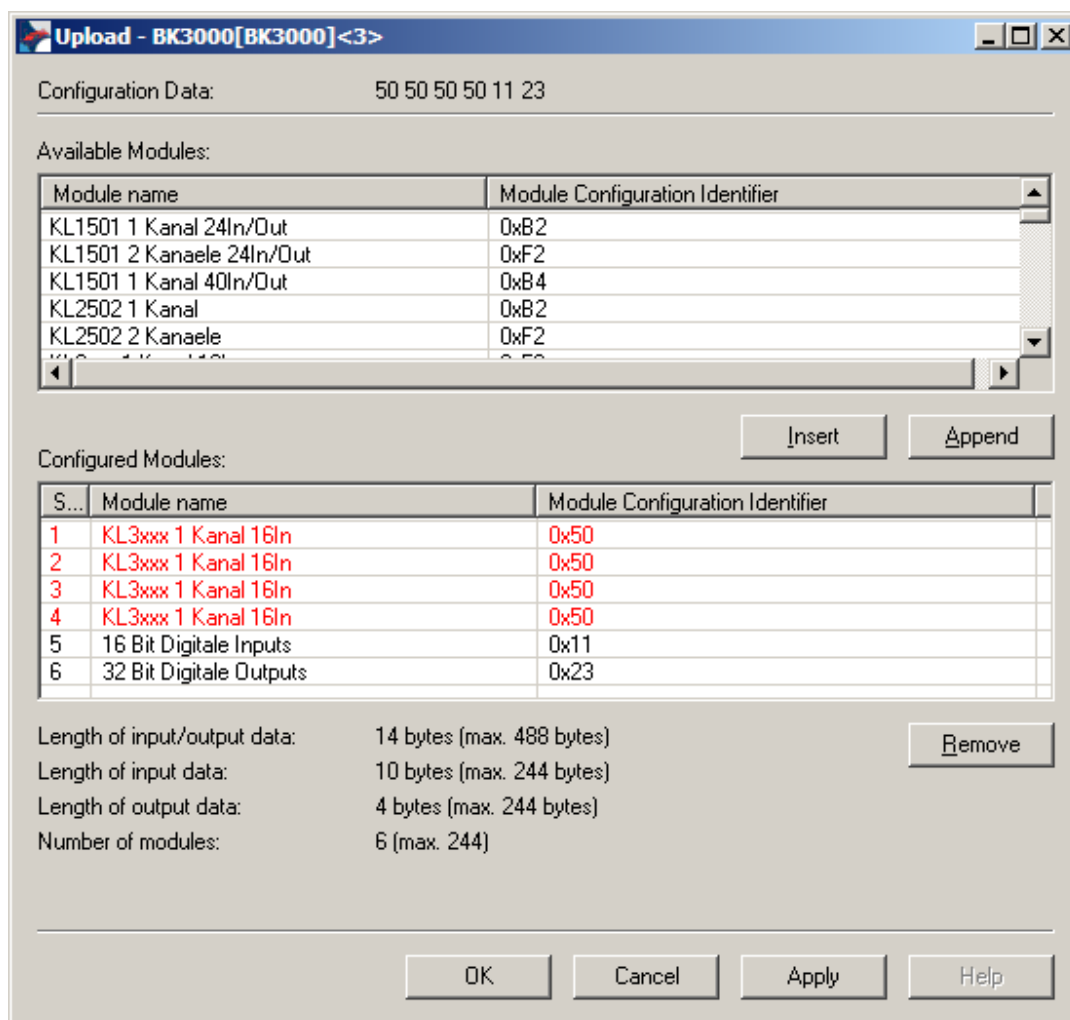 Upload - BK3000[BK3000]<3>
Configuration Data: 50 50 50 50 11 23
Available Modules:
Module name Module Configuration Identifier
KL1501 1 Kanal 24In/Out 0xB2
KL1501 2 Kanaele 24In/Out 0xF2
KL1501 1 Kanal 40In/Out 0xB4
KL2502 1 Kanal 0xB2
KL2502 2 Kanaele 0xF2
Insert Append
Configured Modules:
S... Module name Module Configuration Identifier
1 KL3xxx 1 Kanal 16In 0x50
2 KL3xxx 1 Kanal 16In 0x50
3 KL3xxx 1 Kanal 16In 0x50
4 KL3xxx 1 Kanal 16In 0x50
5 16 Bit Digitale Inputs 0x11
6 32 Bit Digitale Outputs 0x23
Length of input/output data: 14 bytes (max. 488 bytes)
Remove
Length of input data: 10 bytes (max. 244 bytes)
Length of output data: 4 bytes (max. 244 bytes)
Number of modules: 6 (max. 244)
OK Cancel Apply Help